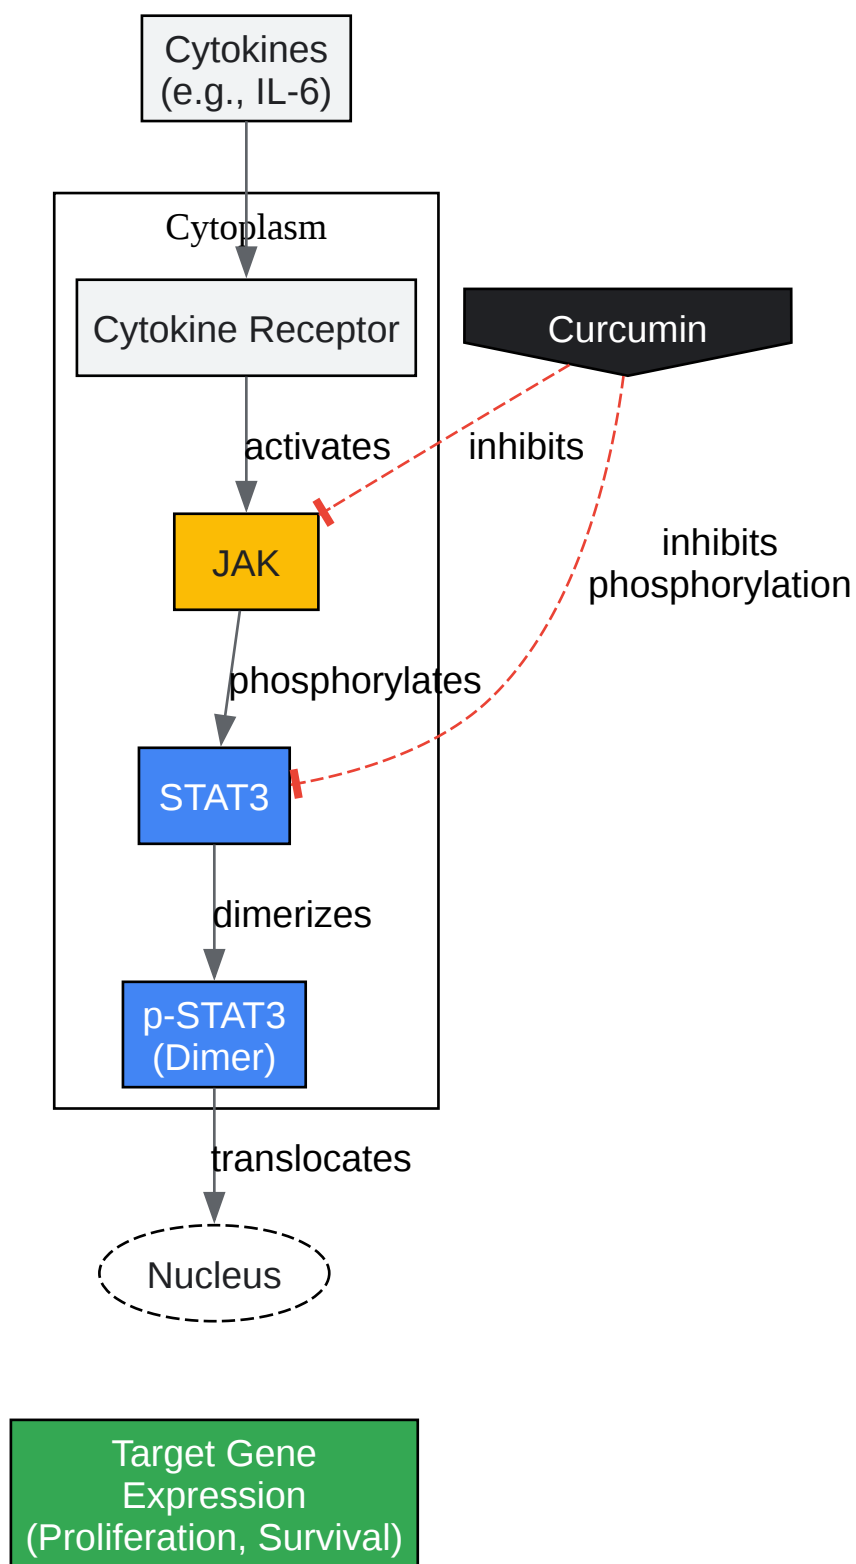 Cytokines
(e.g., IL-6)
Cytoplasm
Cytokine Receptor
Curcumin
activates
inhibits
JAK
inhibits
phosphorylation
phosphorylates
STAT3
dimerizes
p-STAT3
(Dimer)
translocates
Nucleus
Target Gene
Expression
(Proliferation, Survival)